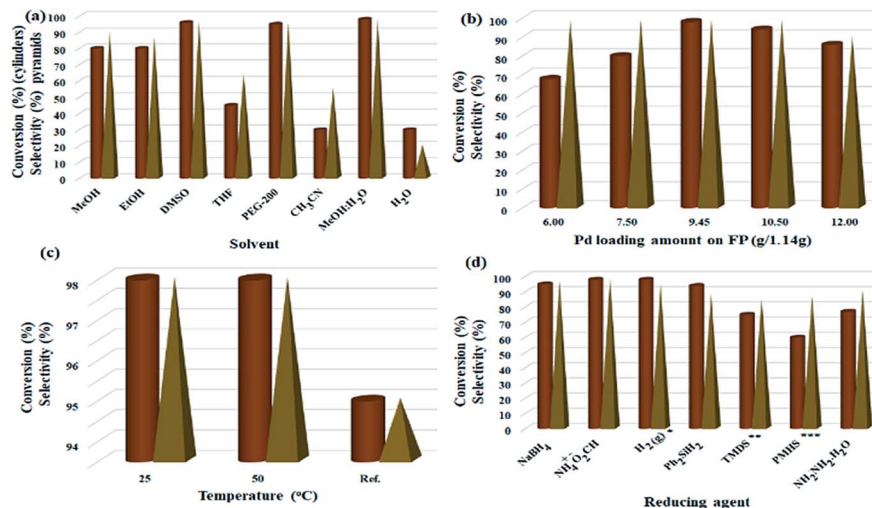 (a)
Conversion (%) (cylinders)
Selectivity (%) pyramids
100
90
80
70
60
50
40
30
20
10
0
MeOH
EtOH
DMSO
THF
PEG-200
CH3CN
MeOH:H2O
H2O
Solvent
(b)
Conversion (%)
Selectivity (%)
100
90
80
70
60
50
40
30
20
10
0
6.00 7.50 9.45 10.50 12.00
Pd loading amount on FP (g/1.14g)
(c)
Conversion (%)
Selectivity (%)
98
97
96
95
94
25 50 Ref.
Temperature (°C)
(d)
Conversion (%)
Selectivity (%)
100
90
80
70
60
50
40
30
20
10
0
NaBH4
NH4+O2CH-
H2(g)*
Ph2SiH2
TMDS**
PMHS***
NH2NH2H2O
Reducing agent